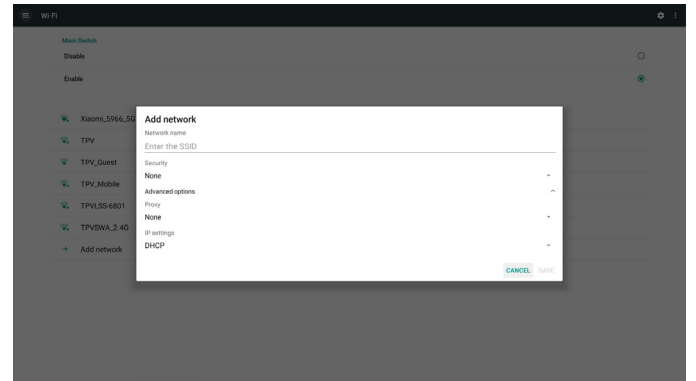 Wi-Fi
Main Switch
Disable
Enable
Xiaomi_5966_5G
TPV
TPV_Guest
TPV_Mobile
TPVLSS-6801
TPVSWA_2.4G
Add network
Add network
Network name
Enter the SSID
Security
None
Advanced options
Proxy
None
IP settings
DHCP
CANCEL SAVE